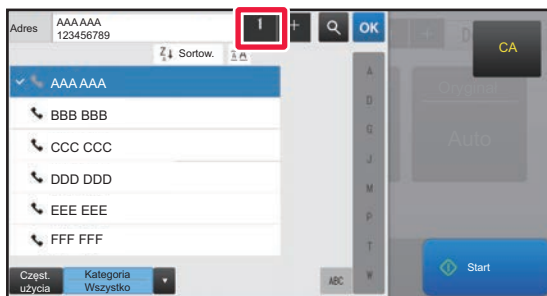 Adres
AAA AAA
123456789
1
+
OK
CA
Z↓ Sortow.
AAA AAA
BBB BBB
CCC CCC
DDD DDD
EEE EEE
FFF FFF
A
D
G
J
M
P
T
W
Oryginał
Auto
Częst.
użycia
Kategoria
Wszystko
ABC
Start